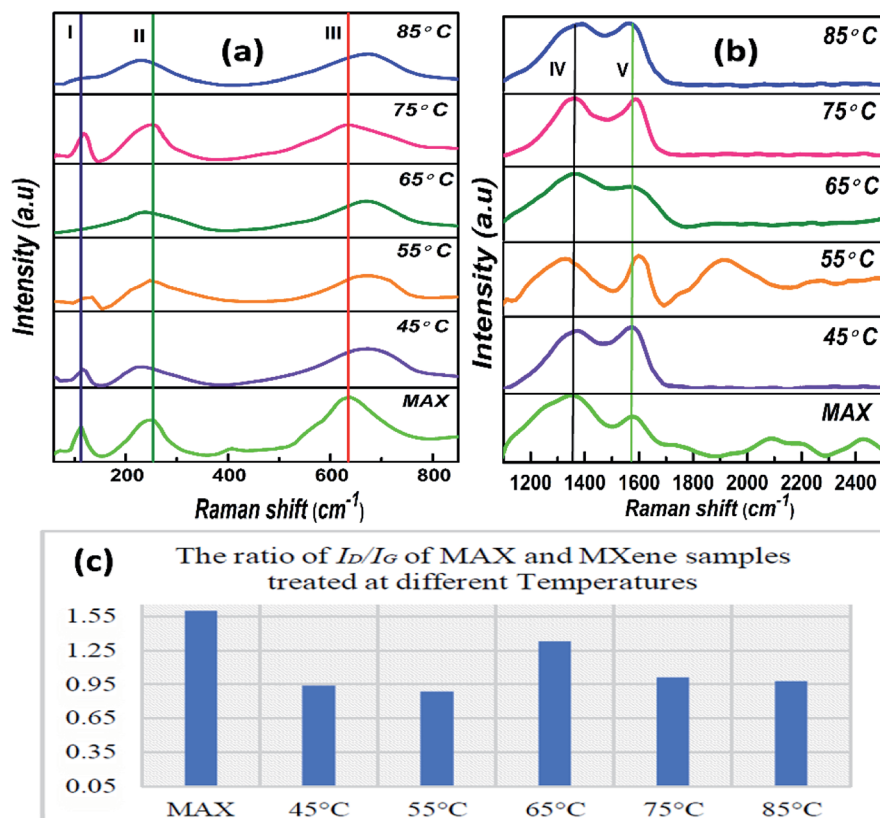 I II (a) III 85°C
75°C
65°C
55°C
45°C
MAX
Intensity (a.u)
200 400 600 800
Raman shift (cm⁻¹)
(b) 85°C
IV V
75°C
65°C
55°C
45°C
MAX
Intensity (a.u)
1200 1400 1600 1800 2000 2200 2400
Raman shift (cm⁻¹)
(c) The ratio of I_D/I_G of MAX and MXene samples
treated at different Temperatures
1.55
1.25
0.95
0.65
0.35
0.05
MAX 45°C 55°C 65°C 75°C 85°C